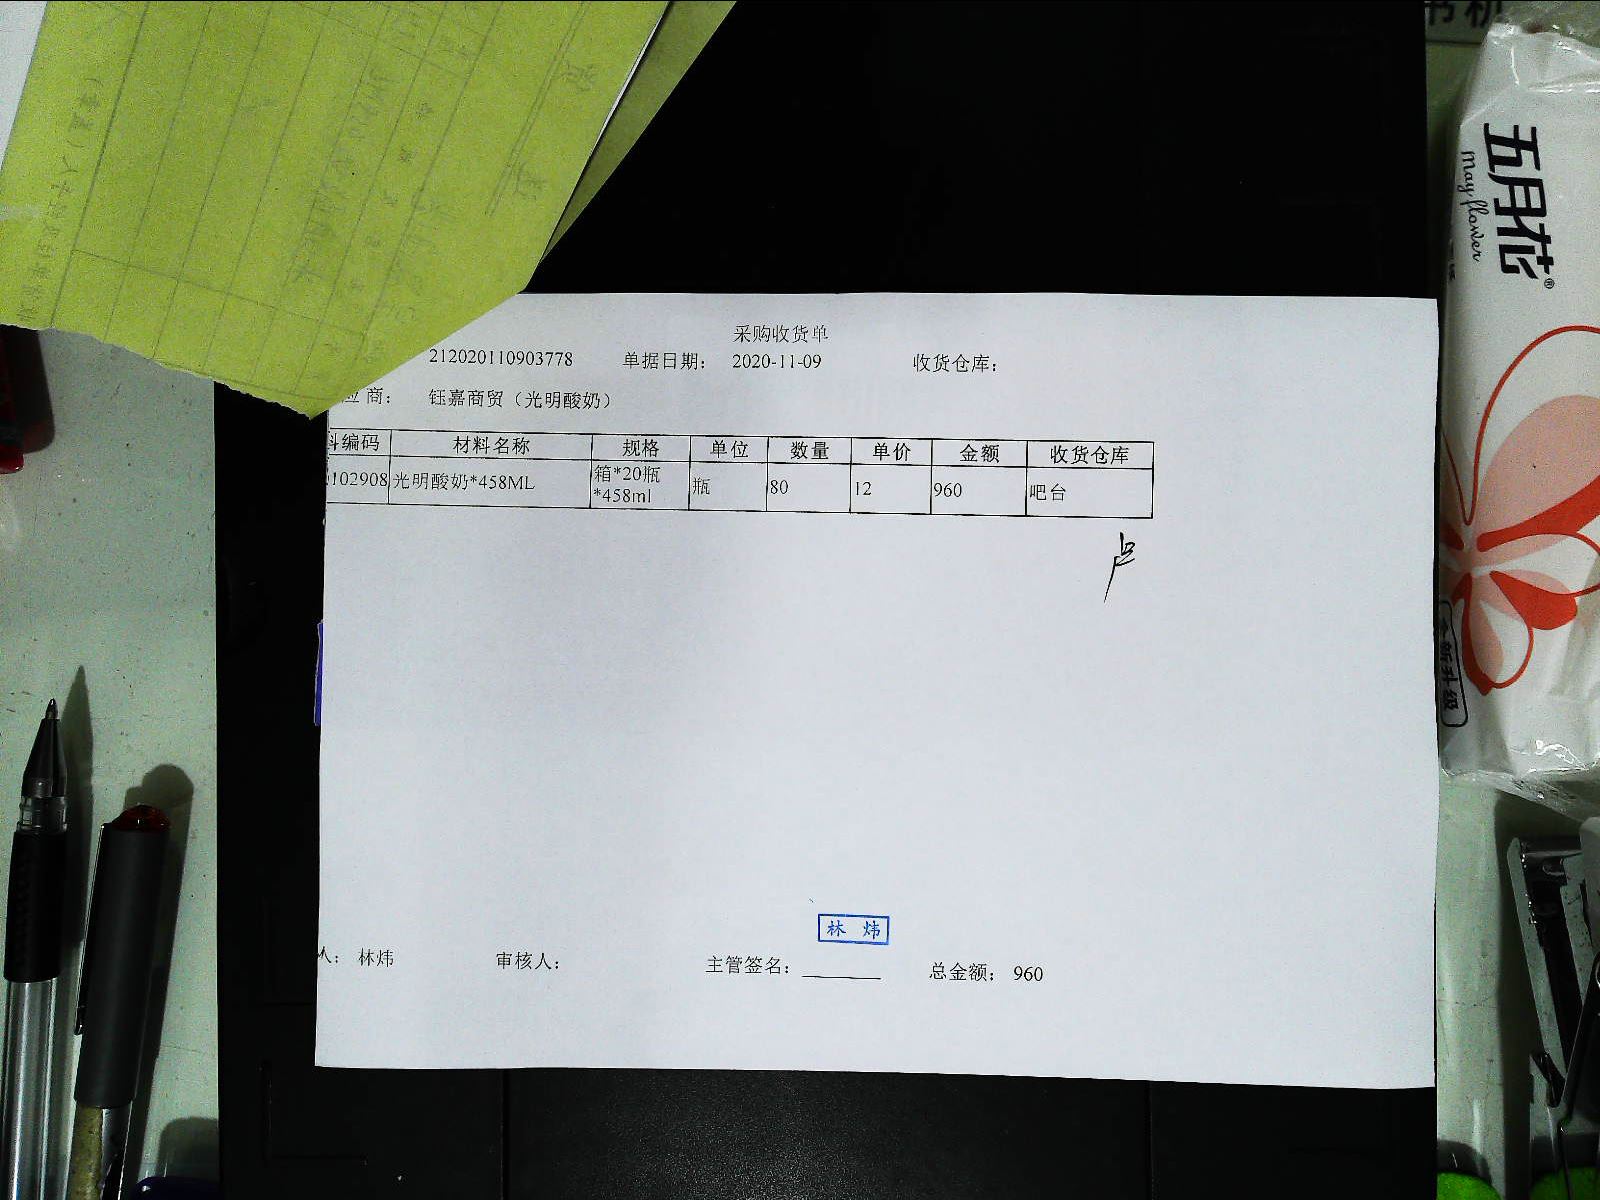 采购收货单
212020110903778 单据日期： 2020-11-09 收货仓库：
应 商： 钰嘉商贸（光明酸奶）
料编码 材料名称 规格 单位 数量 单价 金额 收货仓库
102908 光明酸奶*458ML 箱*20瓶*458ml 瓶 80 12 960 吧台
卢
林 炜
人： 林炜 审核人： 主管签名： 总金额： 960
五月花®
May flower
新升级